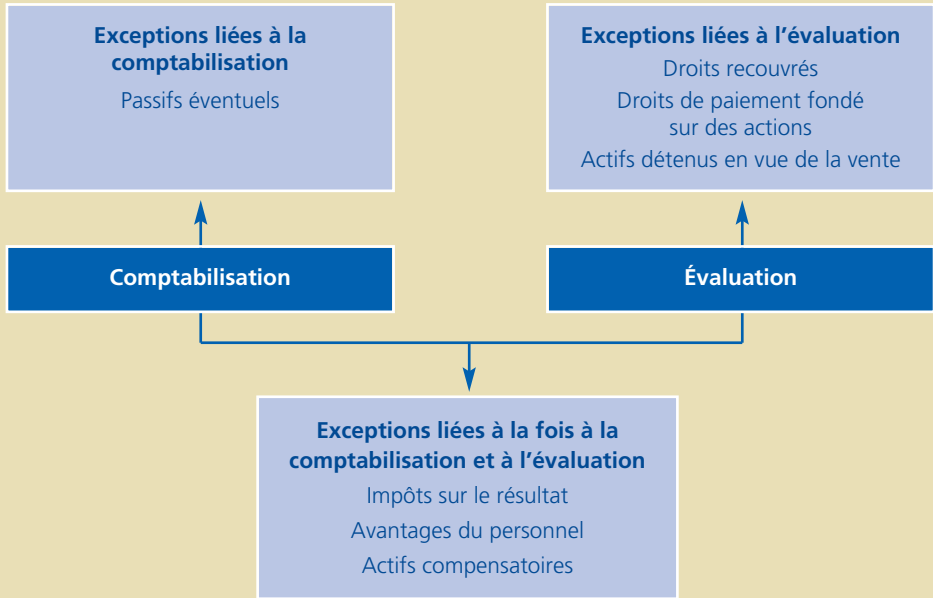 Exceptions liées à la
comptabilisation
Passifs éventuels
Exceptions liées à l'évaluation
Droits recouvrés
Droits de paiement fondé
sur des actions
Actifs détenus en vue de la vente
Comptabilisation
Évaluation
Exceptions liées à la fois à la
comptabilisation et à l'évaluation
Impôts sur le résultat
Avantages du personnel
Actifs compensatoires